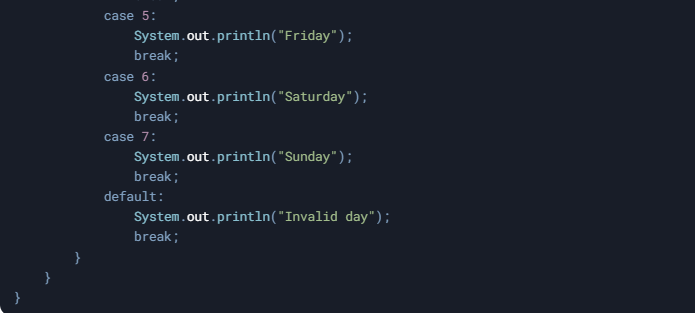 case 5:
System.out.println("Friday");
break;
case 6:
System.out.println("Saturday");
break;
case 7:
System.out.println("Sunday");
break;
default:
System.out.println("Invalid day");
break;
}
}
}